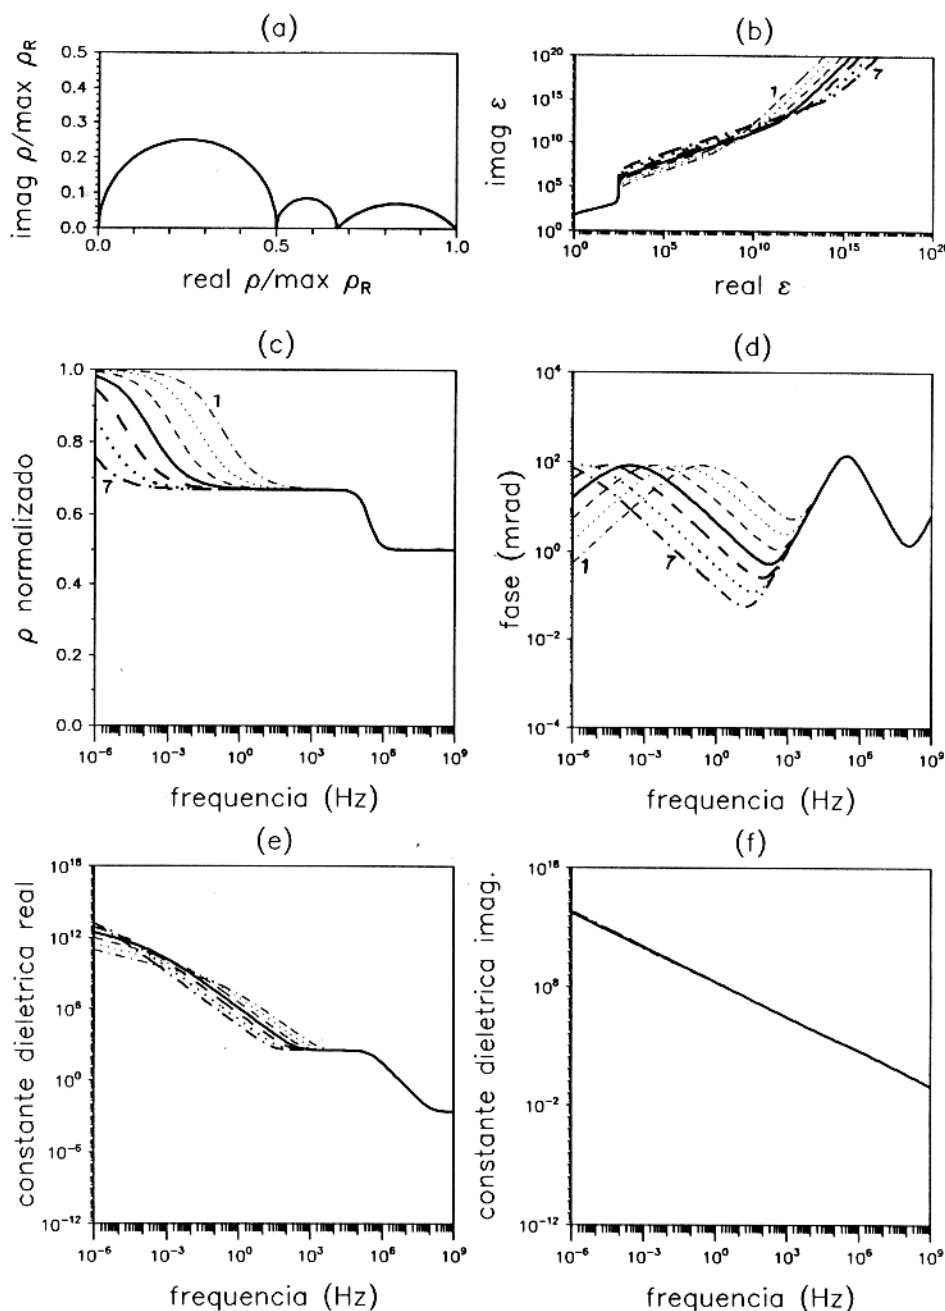 (a)
imag ρ/max ρR
0.5
0.4
0.3
0.2
0.1
0.0
0.0 0.5 1.0
real ρ/max ρR
(b)
imag ε
10^20
10^15
10^10
10^5
10^0
1
7
10^0 10^5 10^10 10^15 10^20
real ε
(c)
ρ normalizado
1.0
0.8
0.6
0.4
0.2
0.0
1
7
10^-6 10^-3 10^0 10^3 10^6 10^9
frequencia (Hz)
(d)
fase (mrad)
10^4
10^2
10^0
10^-2
10^-4
1
7
10^-6 10^-3 10^0 10^3 10^6 10^9
frequencia (Hz)
(e)
constante dieletrica real
10^18
10^12
10^6
10^0
10^-6
10^-12
10^-6 10^-3 10^0 10^3 10^6 10^9
frequencia (Hz)
(f)
constante dieletrica imag.
10^18
10^8
10^-2
10^-12
10^-6 10^-3 10^0 10^3 10^6 10^9
frequencia (Hz)